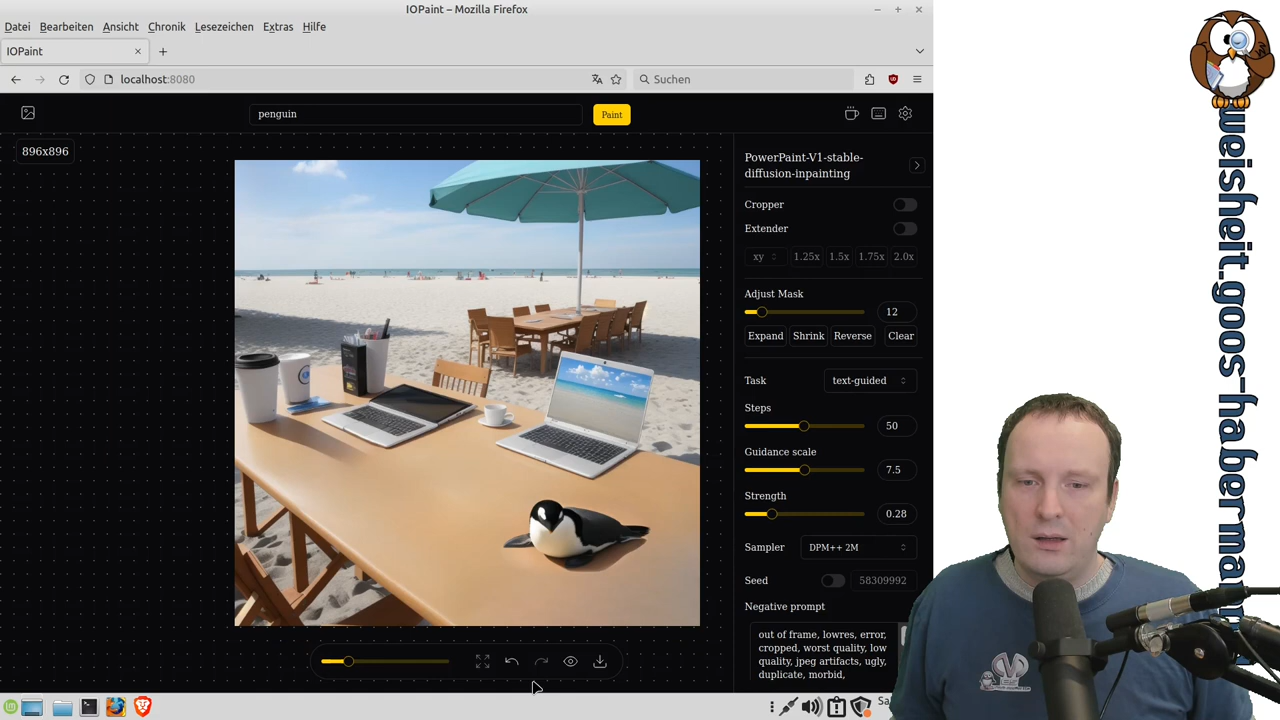 IOPaint – Mozilla Firefox
Datei Bearbeiten Ansicht Chronik Lesezeichen Extras Hilfe
IOPaint
localhost:8080
Suchen
penguin
Paint
896x896
PowerPaint-V1-stable-
diffusion-inpainting
Cropper
Extender
xy 1.25x 1.5x 1.75x 2.0x
Adjust Mask
12
Expand Shrink Reverse Clear
Task text-guided
Steps
50
Guidance scale
7.5
Strength
0.28
Sampler DPM++ 2M
Seed 58309992
Negative prompt
out of frame, lowres, error,
cropped, worst quality, low
quality, jpeg artifacts, ugly,
duplicate, morbid,
Sa
weisheit.goos-habermann